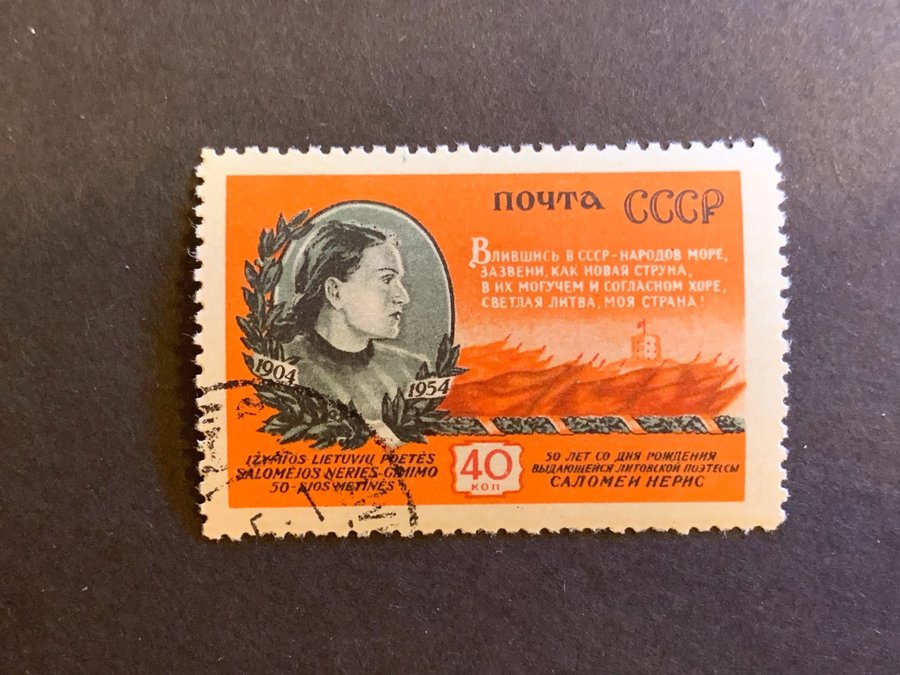 ПОЧТА СССР
ВЛИВШИСЬ В СССР-НАРОДОВ МОРЕ,
ЗАЗВЕНИ, КАК НОВАЯ СТРУНА,
В ИХ МОГУЧЕМ И СОГЛАСНОМ ХОРЕ,
СВЕТЛАЯ ЛИТВА, МОЯ СТРАНА!
1904
1954
IŽYMIOS LIETUVIŲ POETĖS
SALOMĖJOS NERIES GIMIMO
50-SIOS METINĖS
40
КОП
50 ЛЕТ СО ДНЯ РОЖДЕНИЯ
ВЫДАЮЩЕЙСЯ ЛИТОВСКОЙ ПОЭТЕССЫ
САЛОМЕИ НЕРИС